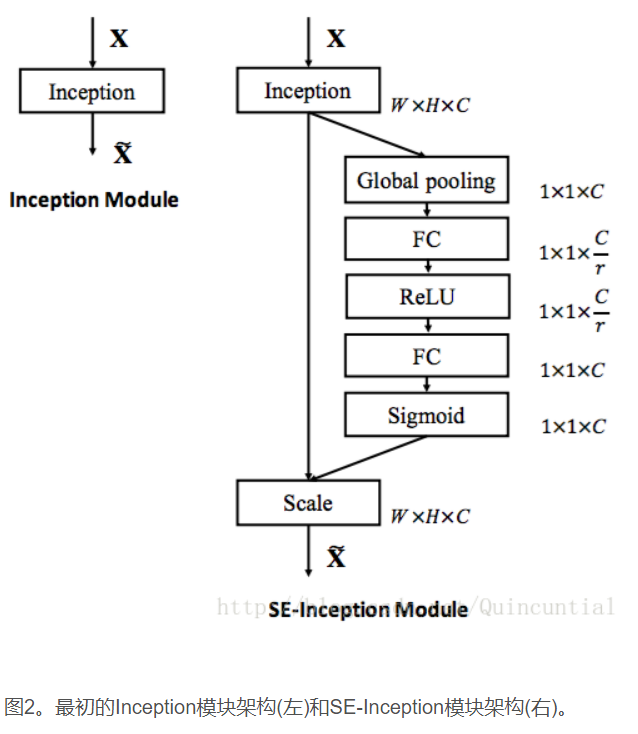 X
Inception
X̃
Inception Module
X
Inception
W×H×C
Global pooling
1×1×C
FC
1×1×C/r
ReLU
1×1×C/r
FC
1×1×C
Sigmoid
1×1×C
Scale
W×H×C
X̃
SE-Inception Module
图2。最初的Inception模块架构(左)和SE-Inception模块架构(右)。